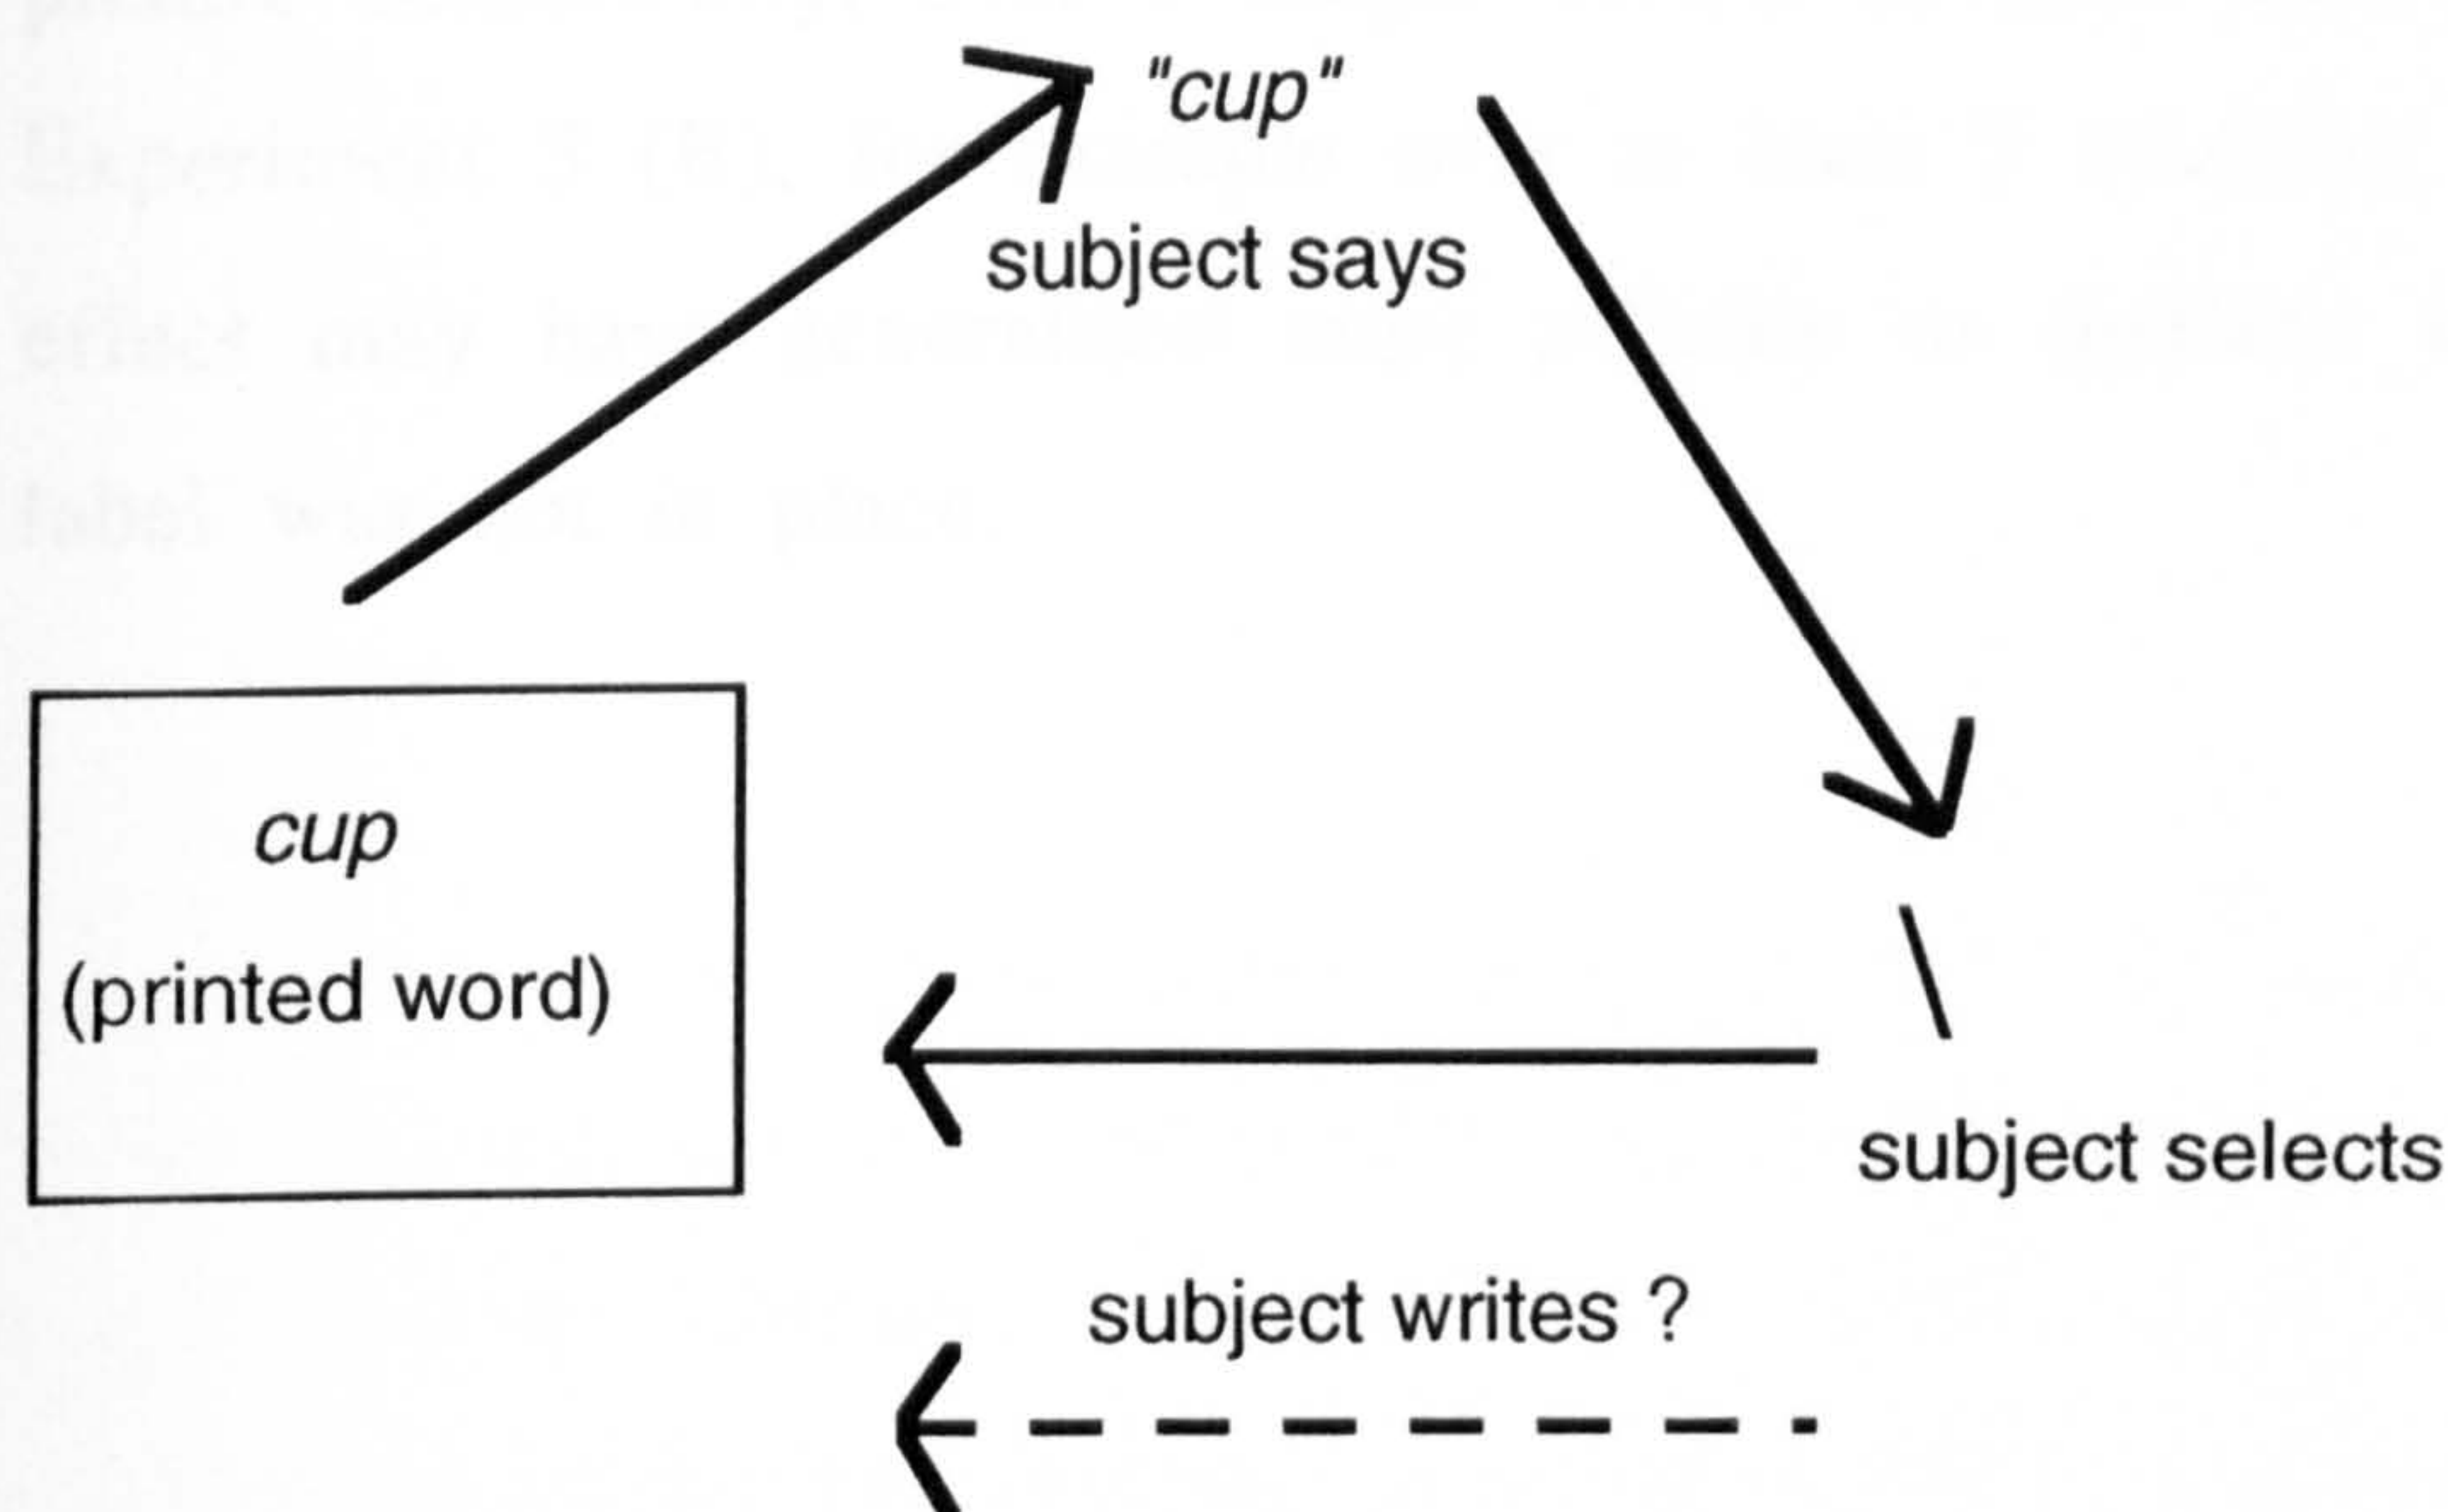 "cup"
subject says
cup
(printed word)
subject selects
subject writes ?